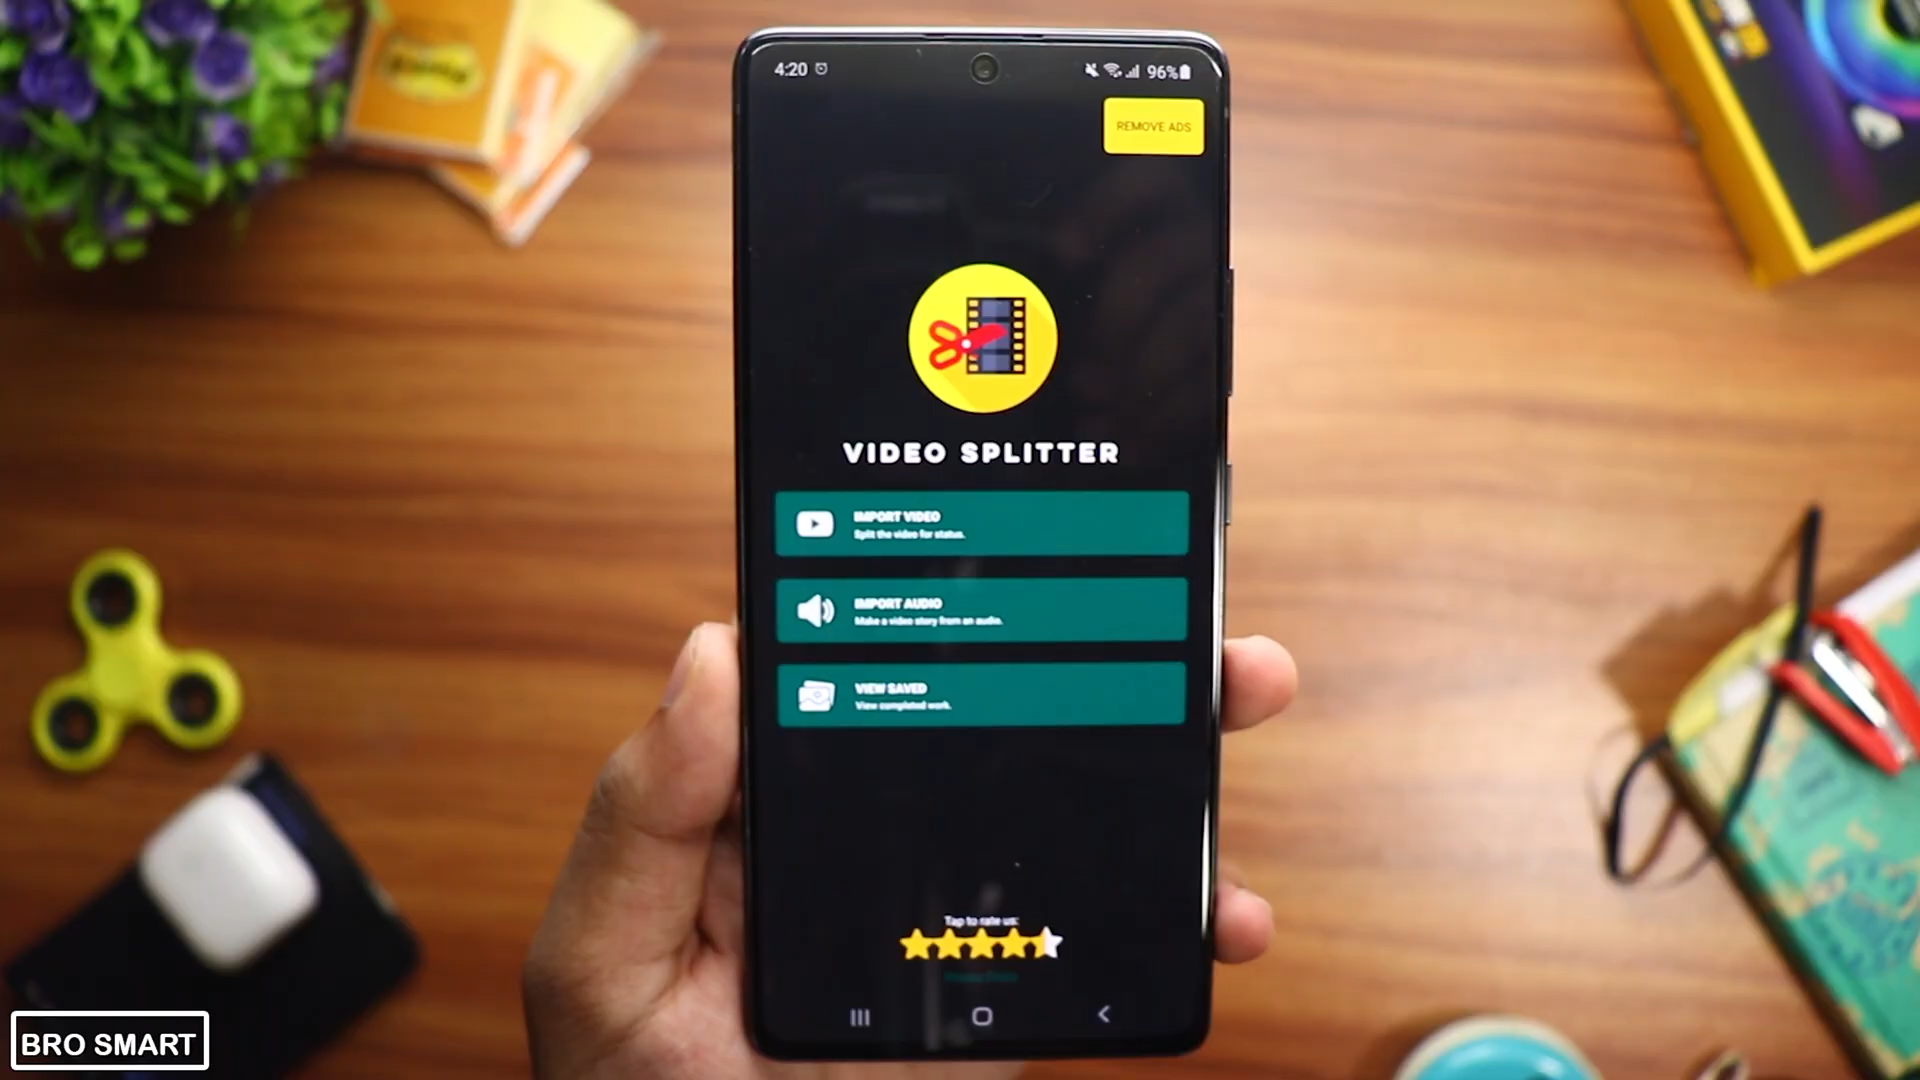 4:20
96%
REMOVE ADS
VIDEO SPLITTER
IMPORT VIDEO
Split the video for status.
IMPORT AUDIO
Make a video story from an audio.
VIEW SAVED
View completed work.
Tap to rate us:
BRO SMART